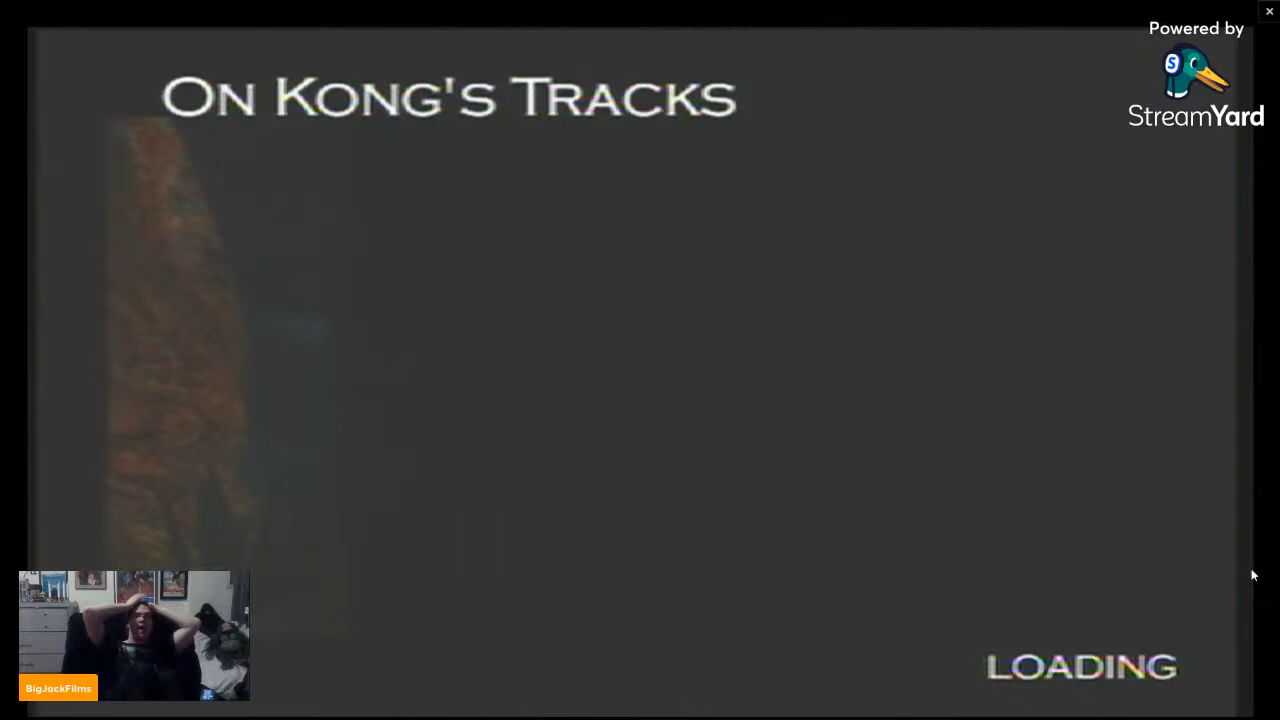 Powered by
S
StreamYard
ON KONG'S TRACKS
BigJackFilms
LOADING